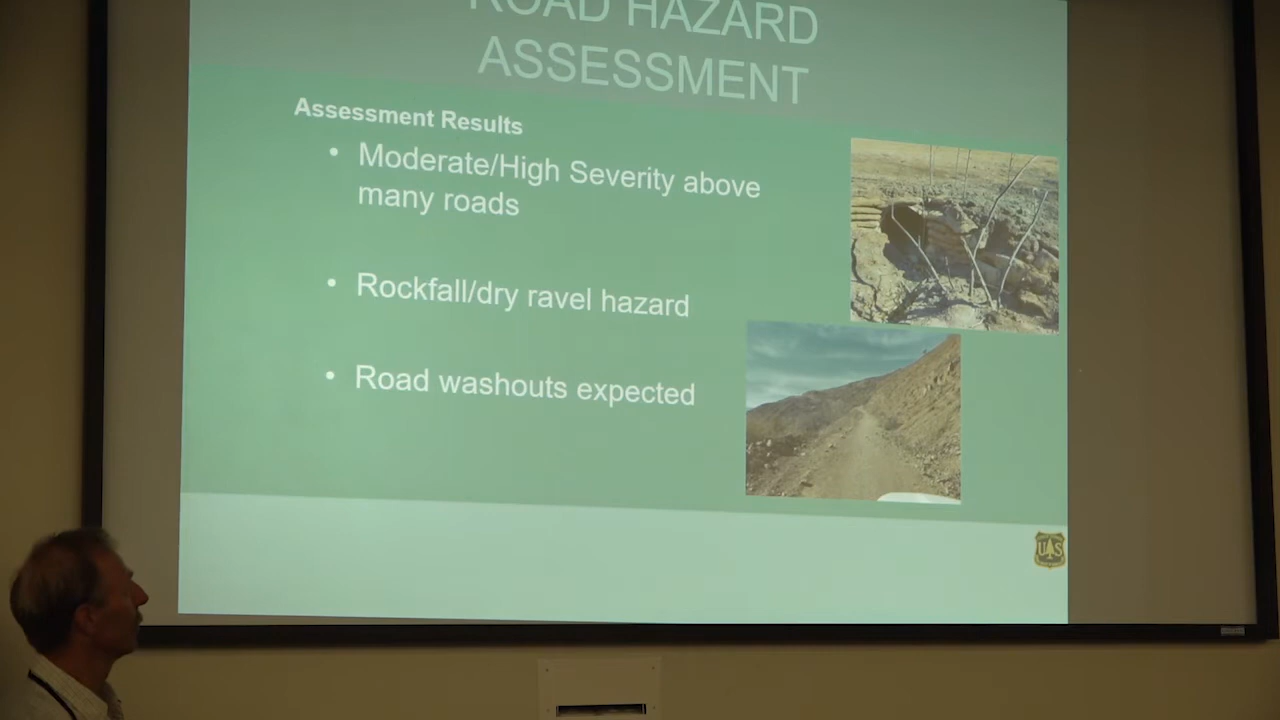 ROAD HAZARD
ASSESSMENT
Assessment Results
• Moderate/High Severity above
many roads
• Rockfall/dry ravel hazard
• Road washouts expected
U S